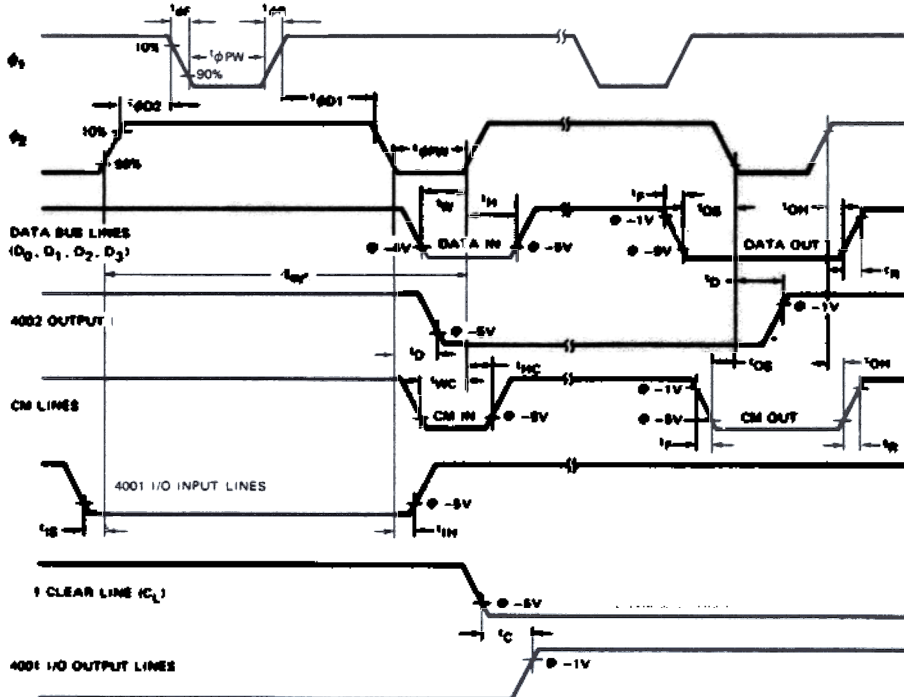 tφF tφR
φ1
10%
tφPW
90%
tφD2
tφD1
φ2
10%
90%
tφPW
tW tH
tF tOS tOH
@ -1V
DATA BUS LINES
(D0, D1, D2, D3)
@ -5V DATA IN @ -5V
DATA OUT
tD tR
4002 OUTPUT
@ -5V
@ -1V
tD tHC tOS tOH
tWC
@ -1V
CM LINES
CM IN @ -5V
CM OUT
tF tR
4001 I/O INPUT LINES
@ -5V
tIS tIH
CLEAR LINE (CL)
@ -5V
tC
4001 I/O OUTPUT LINES
@ -1V